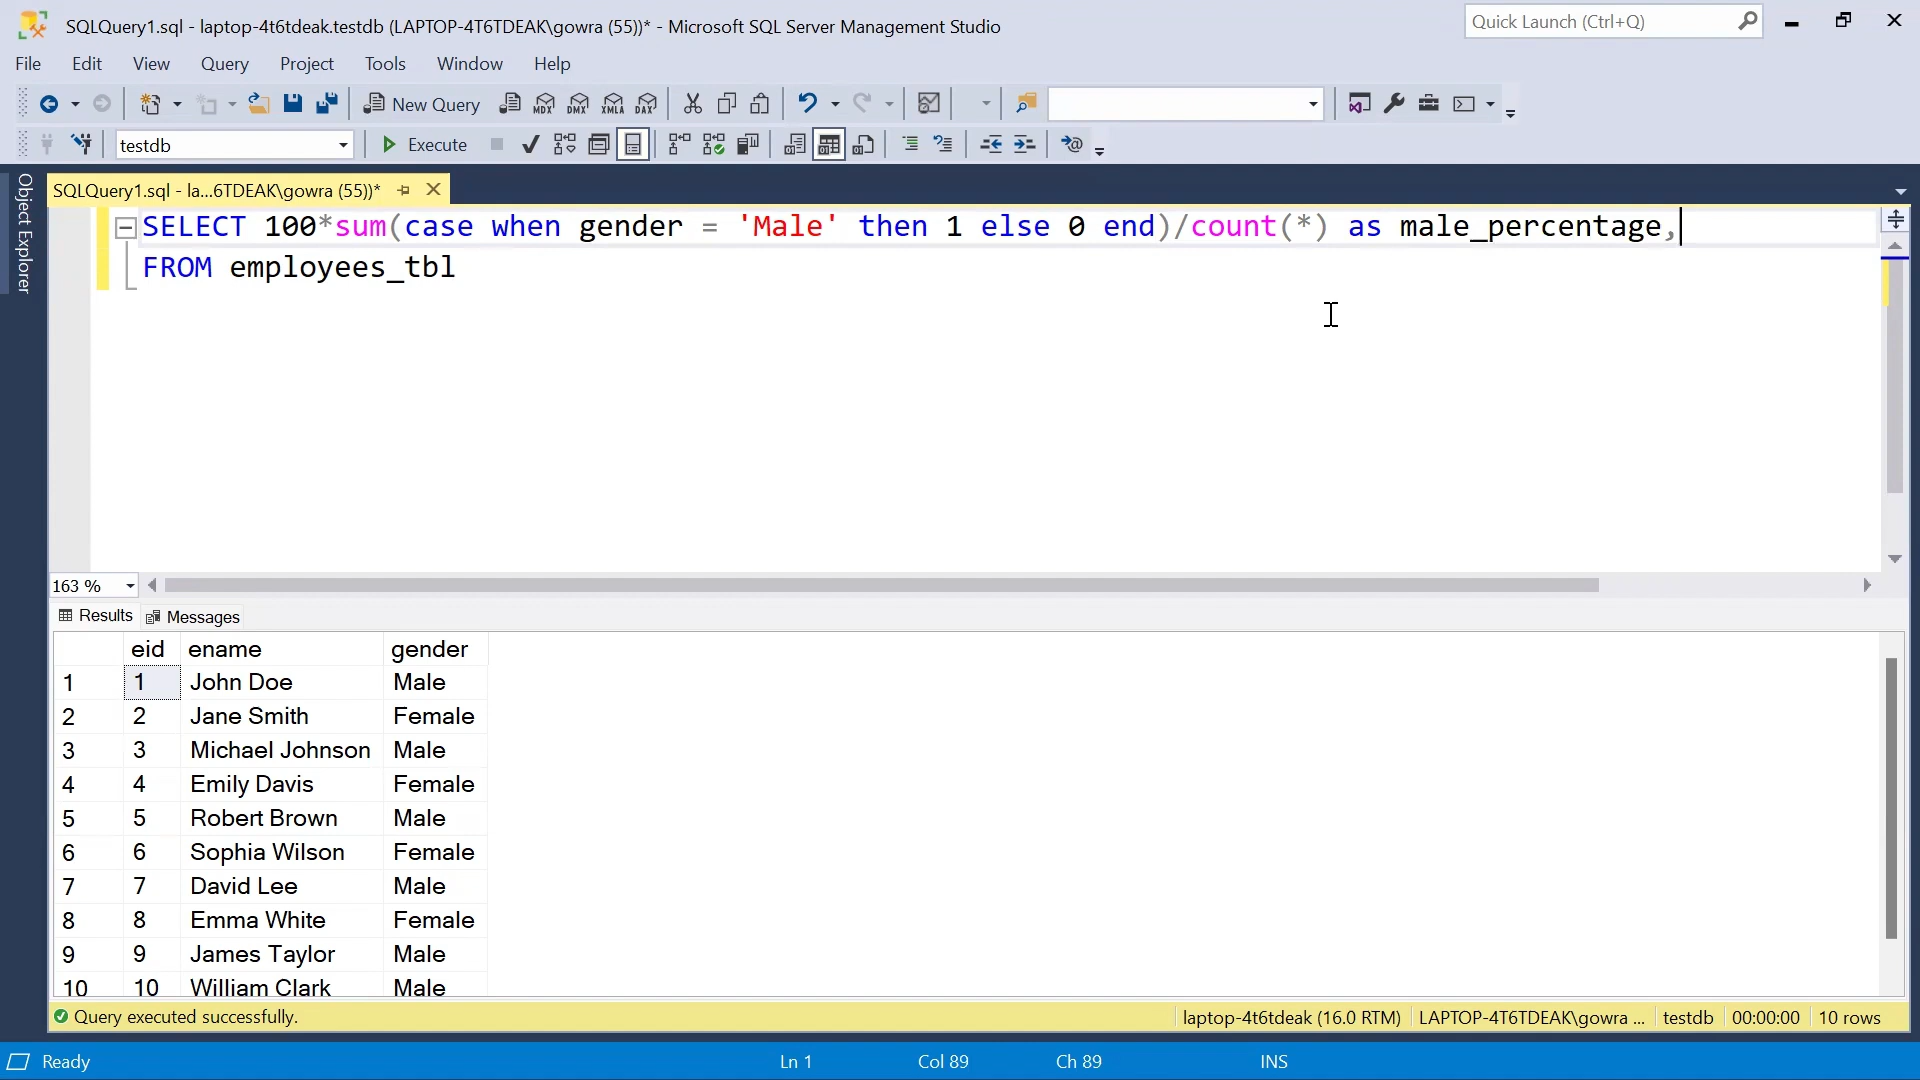 SQLQuery1.sql - laptop-4t6tdeak.testdb (LAPTOP-4T6TDEAK\gowra (55))* - Microsoft SQL Server Management Studio
Quick Launch (Ctrl+Q)
File Edit View Query Project Tools Window Help
New Query MDX DMX XMLA DAX
testdb Execute
Object Explorer
SQLQuery1.sql - la...6TDEAK\gowra (55))*
SELECT 100*sum(case when gender = 'Male' then 1 else 0 end)/count(*) as male_percentage,
FROM employees_tbl
163 %
Results Messages
eid ename gender
1 1 John Doe Male
2 2 Jane Smith Female
3 3 Michael Johnson Male
4 4 Emily Davis Female
5 5 Robert Brown Male
6 6 Sophia Wilson Female
7 7 David Lee Male
8 8 Emma White Female
9 9 James Taylor Male
10 10 William Clark Male
Query executed successfully. laptop-4t6tdeak (16.0 RTM) LAPTOP-4T6TDEAK\gowra ... testdb 00:00:00 10 rows
Ready Ln 1 Col 89 Ch 89 INS